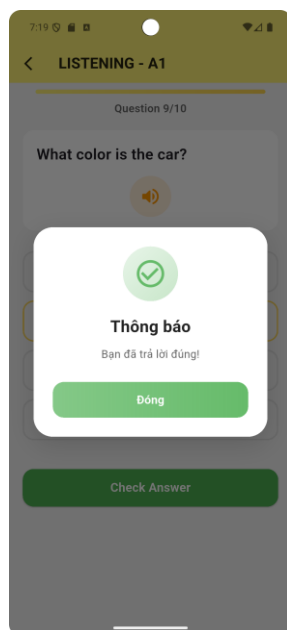 7:19
LISTENING - A1
Question 9/10
What color is the car?
Thông báo
Bạn đã trả lời đúng!
Đóng
Check Answer